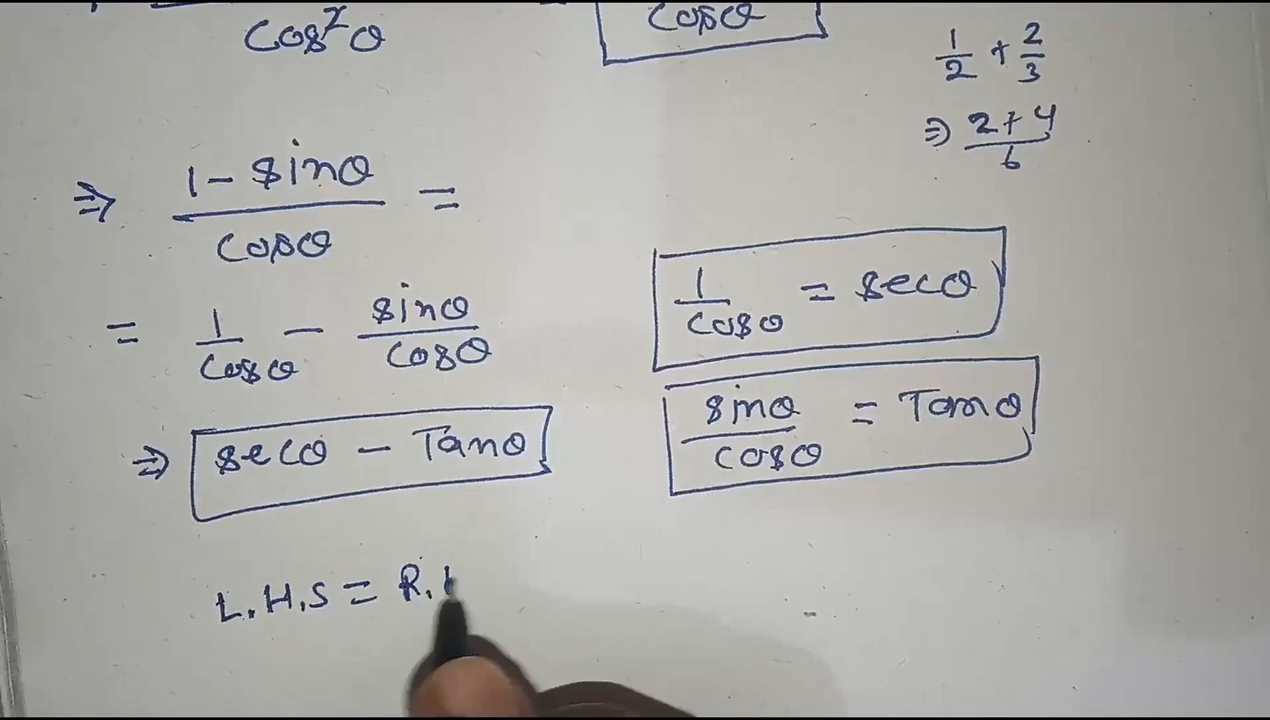 cos²θ
cosθ
1/2 + 2/3
⇒ 2+4/6
⇒ 1 - sinθ/cosθ =
= 1/cosθ - sinθ/cosθ
1/cosθ = secθ
sinθ/cosθ = Tanθ
⇒ secθ - Tanθ
L.H.S = R.